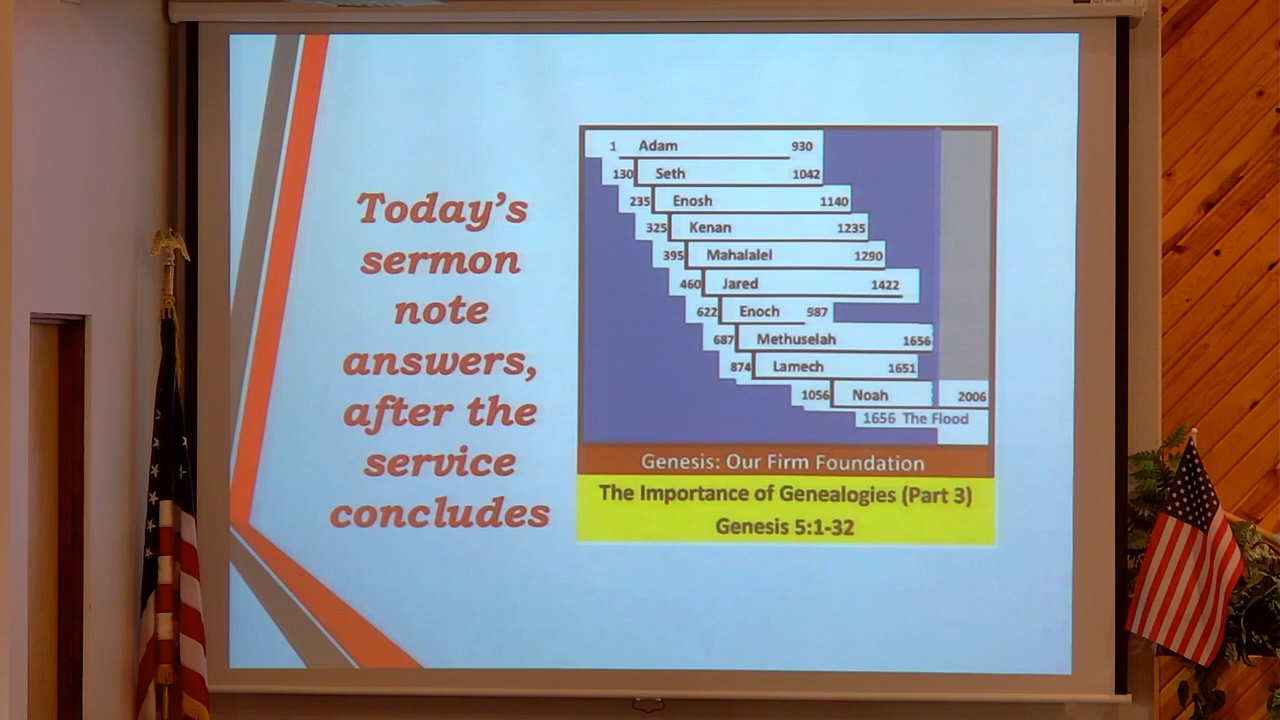 Today's
sermon
note
answers,
after the
service
concludes
1 Adam 930
130 Seth 1042
235 Enosh 1140
325 Kenan 1235
395 Mahalalel 1290
460 Jared 1422
622 Enoch 987
687 Methuselah 1656
874 Lamech 1651
1056 Noah 2006
1656 The Flood
Genesis: Our Firm Foundation
The Importance of Genealogies (Part 3)
Genesis 5:1-32